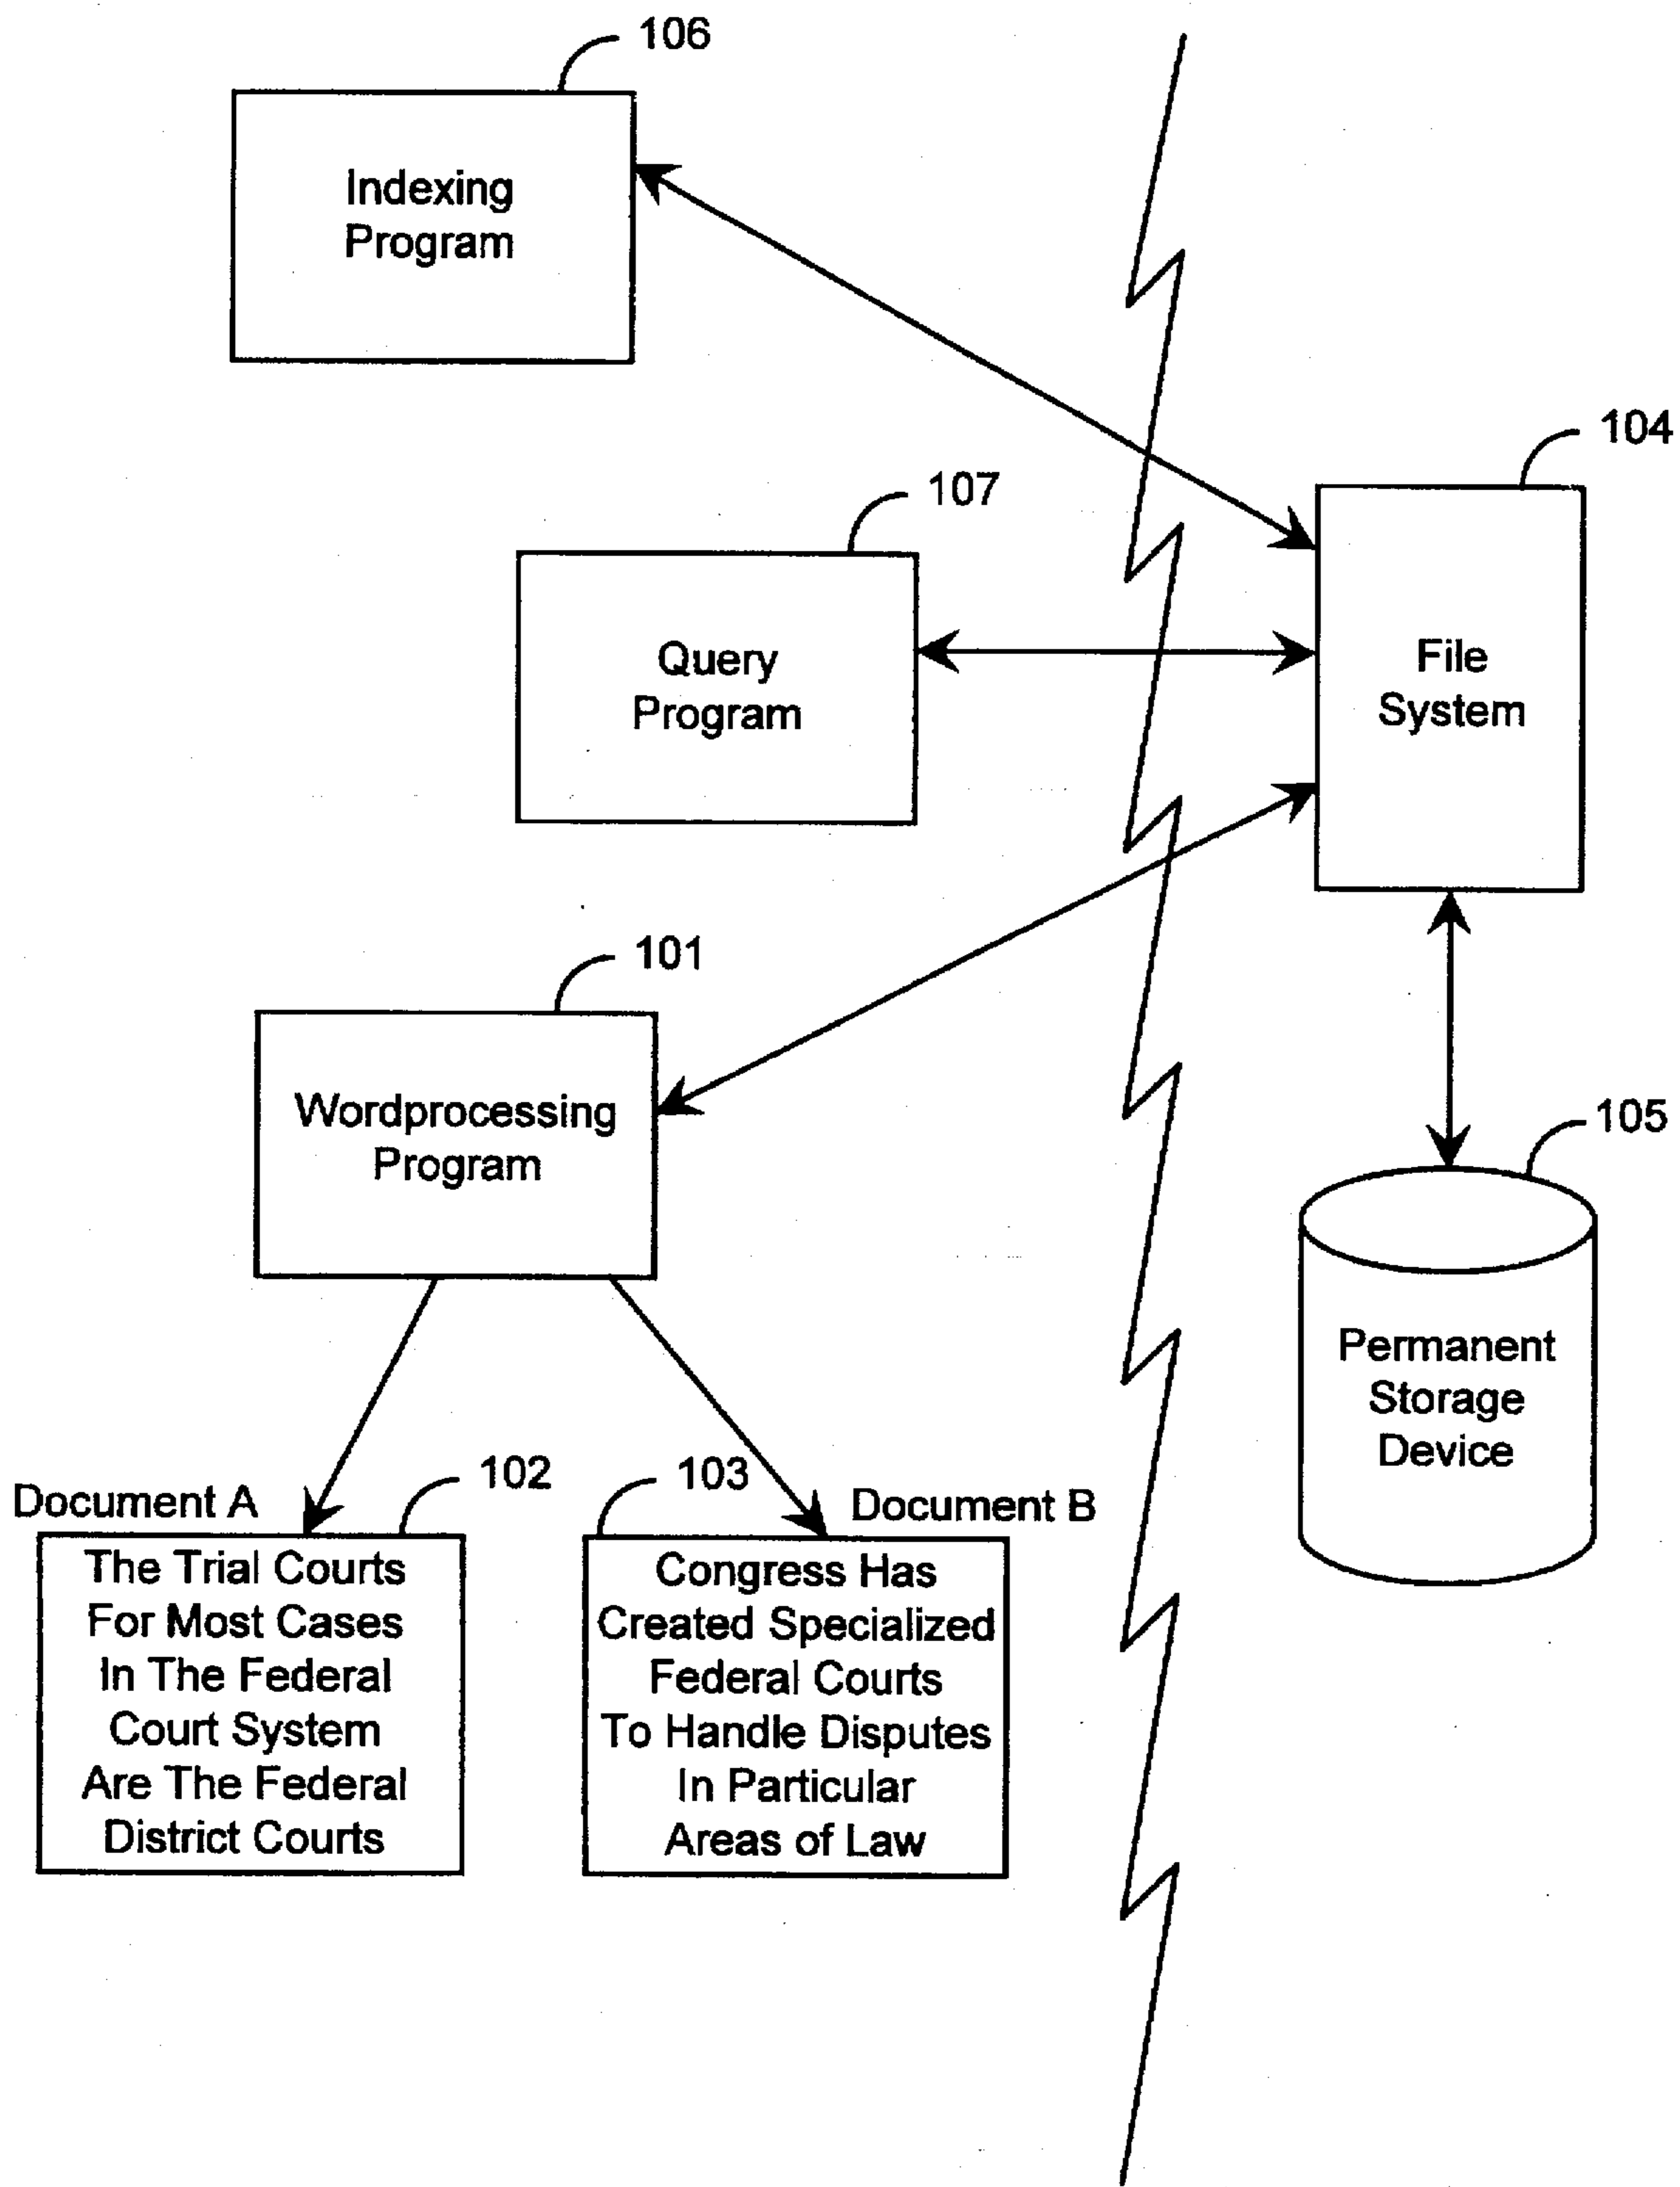 106
Indexing
Program
104
107
Query
Program
File
System
101
Wordprocessing
Program
105
Permanent
Storage
Device
Document A
102
The Trial Courts
For Most Cases
In The Federal
Court System
Are The Federal
District Courts
103
Document B
Congress Has
Created Specialized
Federal Courts
To Handle Disputes
In Particular
Areas of Law